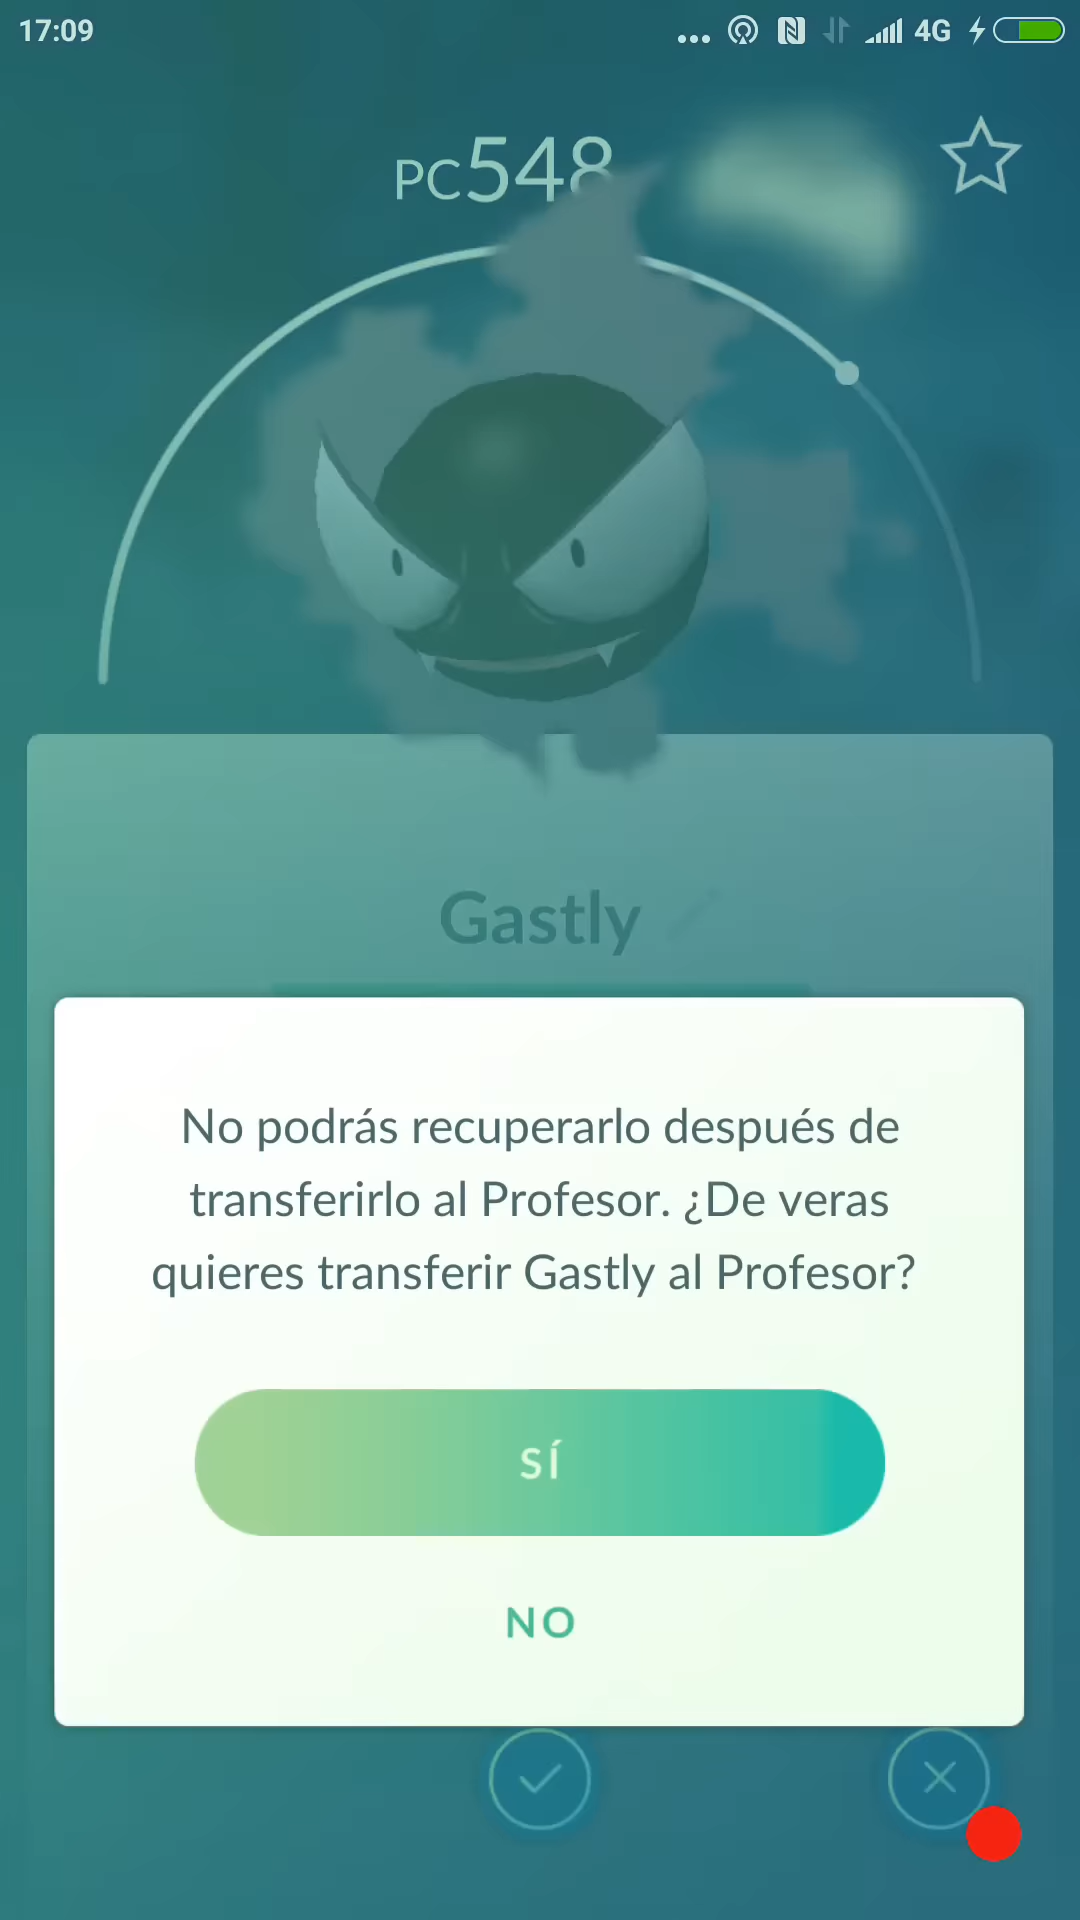 17:09
4G
PC548
Gastly
No podrás recuperarlo después de
transferirlo al Profesor. ¿De veras
quieres transferir Gastly al Profesor?
SÍ
NO